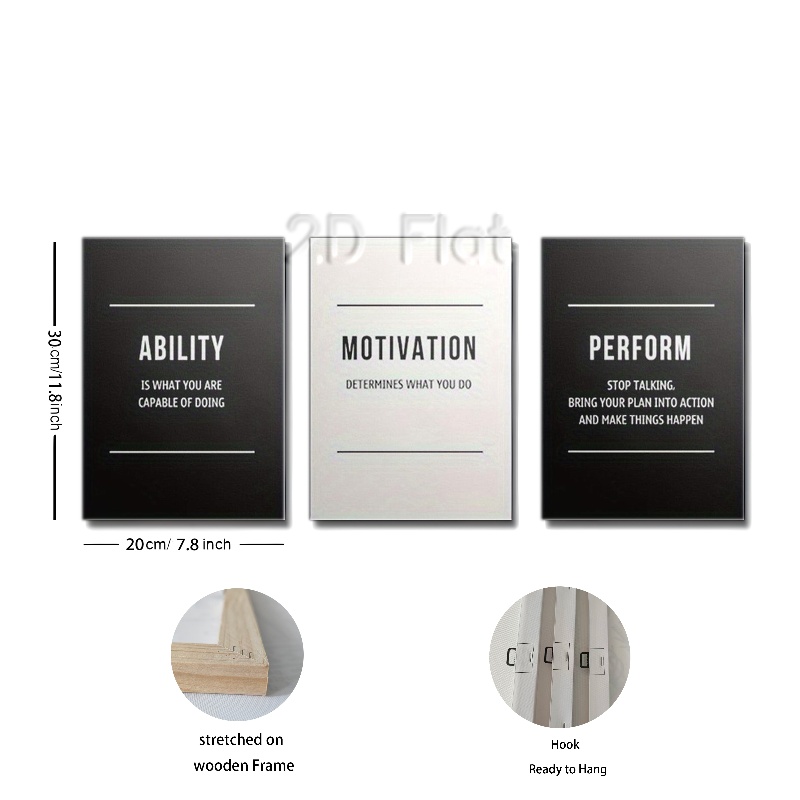 2D Flat
ABILITY
IS WHAT YOU ARE
CAPABLE OF DOING
MOTIVATION
DETERMINES WHAT YOU DO
PERFORM
STOP TALKING,
BRING YOUR PLAN INTO ACTION
AND MAKE THINGS HAPPEN
30cm/11.8inch
20cm/ 7.8 inch
stretched on
wooden Frame
Hook
Ready to Hang